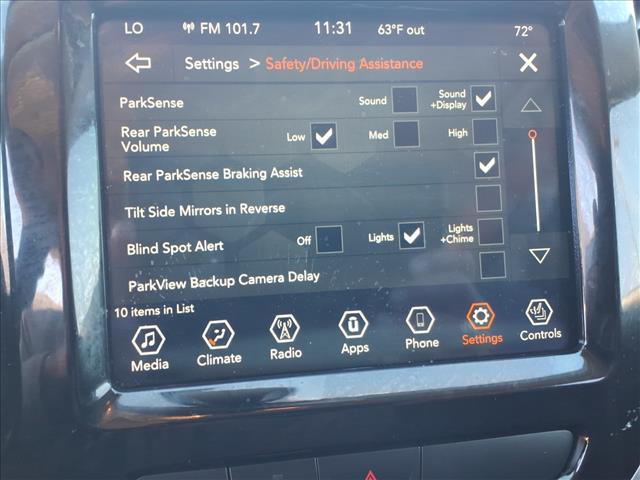 LO FM 101.7 11:31 63°F out 72°
Settings > Safety/Driving Assistance
ParkSense Sound Sound
+Display
Rear ParkSense
Volume Low Med High
Rear ParkSense Braking Assist
Tilt Side Mirrors in Reverse
Blind Spot Alert Off Lights Lights
+Chime
ParkView Backup Camera Delay
10 items in List
Media Climate Radio Apps Phone Settings Controls